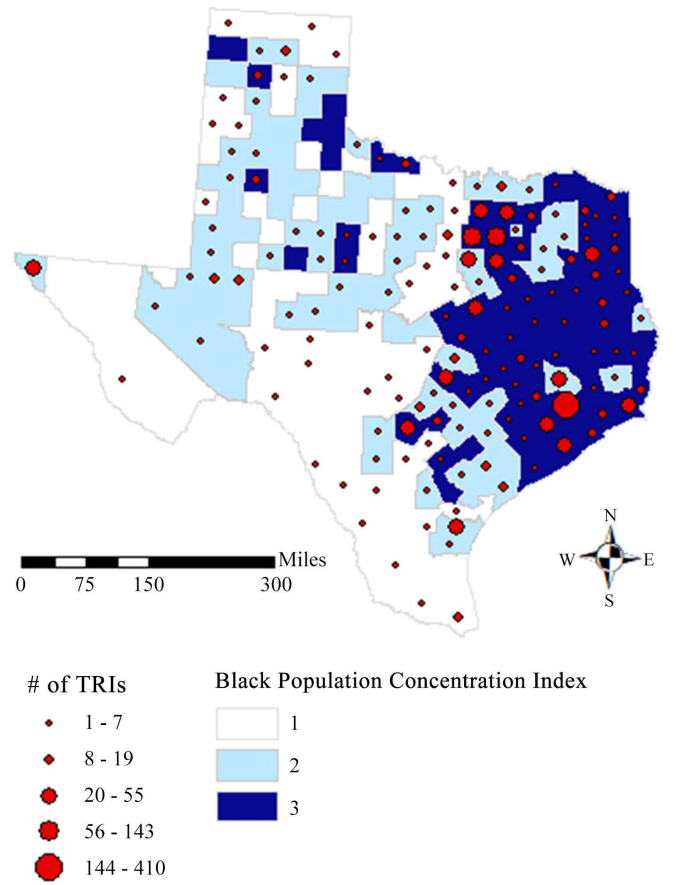 N
W E
S
Miles
0 75 150 300
# of TRIs
1 - 7
8 - 19
20 - 55
56 - 143
144 - 410
Black Population Concentration Index
1
2
3